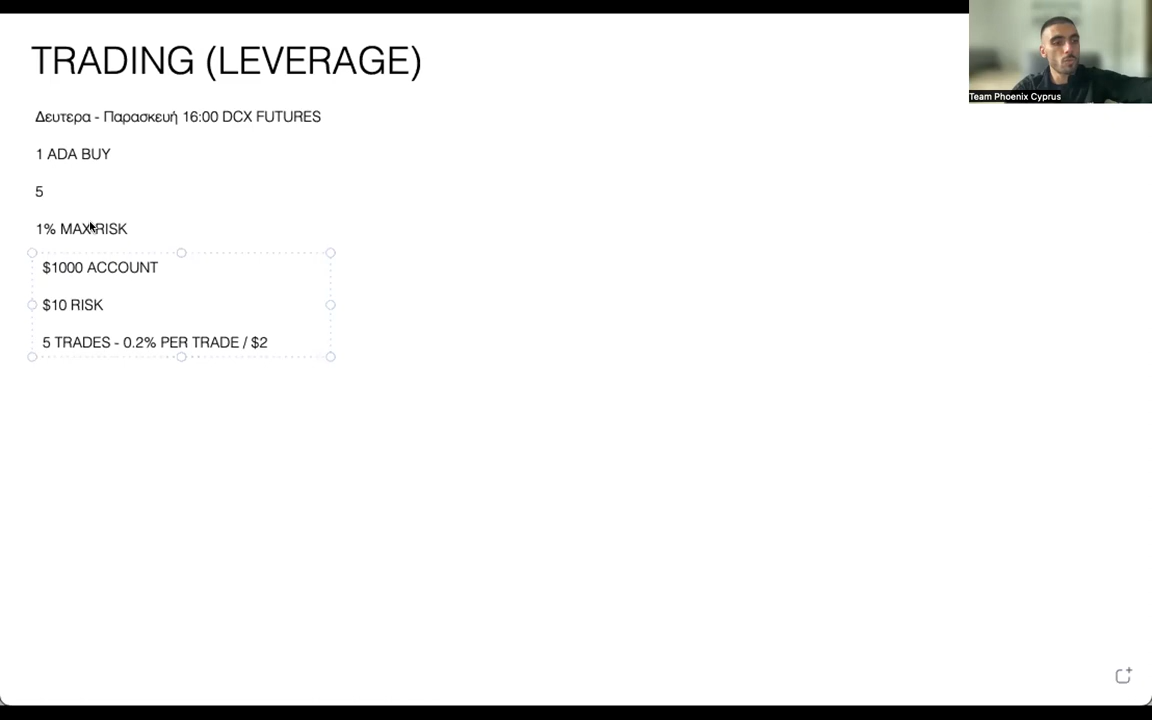 TRADING (LEVERAGE)
Team Phoenix Cyprus
Δευτερα - Παρασκευή 16:00 DCX FUTURES
1 ADA BUY
5
1% MAX RISK
$1000 ACCOUNT
$10 RISK
5 TRADES - 0.2% PER TRADE / $2